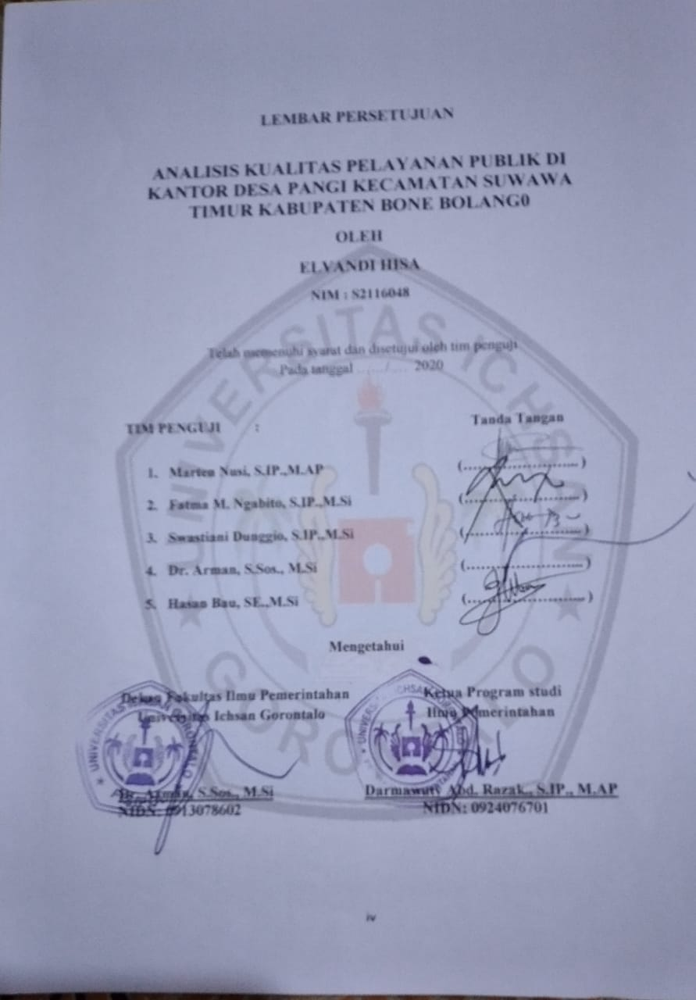 LEMBAR PERSETUJUAN
ANALISIS KUALITAS PELAYANAN PUBLIK DI
KANTOR DESA PANGI KECAMATAN SUWAWA
TIMUR KABUPATEN BONE BOLANG0
OLEH
ELVANDI HISA
NIM : S2116048
Telah memenuhi syarat dan disetujui oleh tim penguji
Pada tanggal ....../...... 2020
TIM PENGUJI : Tanda Tangan
1. Marten Nusi, S.IP.,M.AP (..............................)
2. Fatma M. Ngabito, S.IP.,M.Si (..............................)
3. Swastiani Dunggio, S.IP.,M.Si (..............................)
4. Dr. Arman, S.Sos., M.Si (..............................)
5. Hasan Bau, SE.,M.Si (..............................)
Mengetahui
Dekan Fakultas Ilmu Pemerintahan
Universitas Ichsan Gorontalo
Ketua Program studi
Ilmu Pemerintahan
Dr. Arman, S.Sos., M.Si
NIDN: 0913078602
Darmawaty Abd. Razak., S.IP., M.AP
NIDN: 0924076701
iv
UNIVERSITAS ICHSAN
GORONTALO